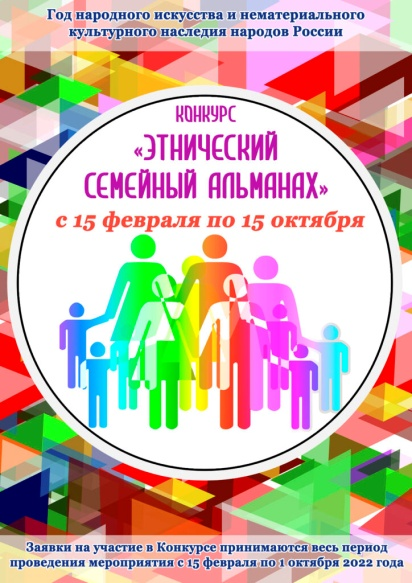 Год народного искусства и нематериального
культурного наследия народов России
КОНКУРС
«ЭТНИЧЕСКИЙ
СЕМЕЙНЫЙ АЛЬМАНАХ»
с 15 февраля по 15 октября
Заявки на участие в Конкурсе принимаются весь период
проведения мероприятия с 15 февраля по 1 октября 2022 года